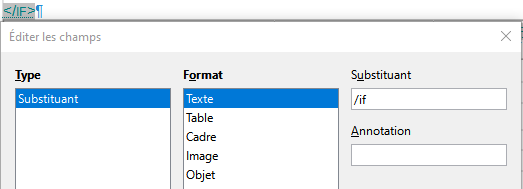 </IF>¶
Éditer les champs
Type
Format
Substituant
Substituant
Texte
/if
Table
Cadre
Annotation
Image
Objet